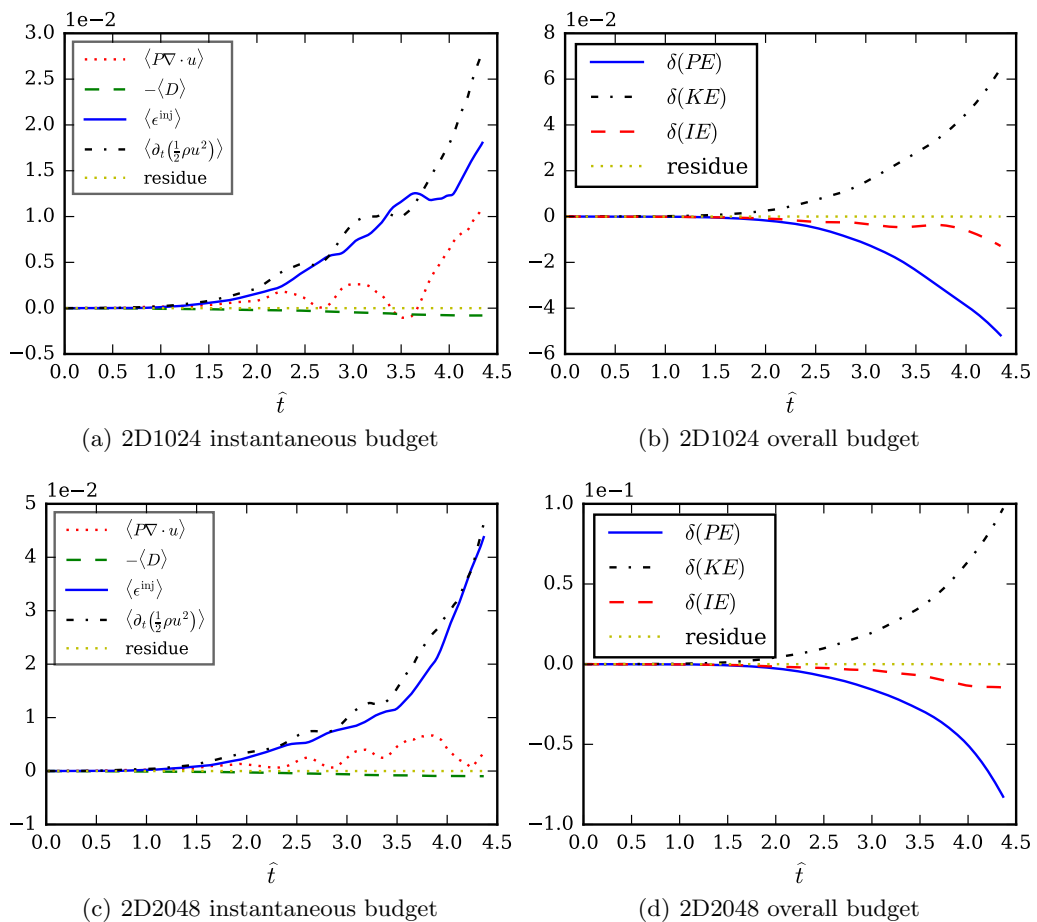 1e−2
3.0
2.5
2.0
1.5
1.0
0.5
0.0
−0.5
⟨P∇ · u⟩
−⟨D⟩
⟨ϵ^inj⟩
⟨∂_t(½ρu²)⟩
residue
0.0 0.5 1.0 1.5 2.0 2.5 3.0 3.5 4.0 4.5
t̂
(a) 2D1024 instantaneous budget
1e−2
8
6
4
2
0
−2
−4
−6
δ(PE)
δ(KE)
δ(IE)
residue
0.0 0.5 1.0 1.5 2.0 2.5 3.0 3.5 4.0 4.5
t̂
(b) 2D1024 overall budget
1e−2
5
4
3
2
1
0
−1
⟨P∇ · u⟩
−⟨D⟩
⟨ϵ^inj⟩
⟨∂_t(½ρu²)⟩
residue
0.0 0.5 1.0 1.5 2.0 2.5 3.0 3.5 4.0 4.5
t̂
(c) 2D2048 instantaneous budget
1e−1
1.0
0.5
0.0
−0.5
−1.0
δ(PE)
δ(KE)
δ(IE)
residue
0.0 0.5 1.0 1.5 2.0 2.5 3.0 3.5 4.0 4.5
t̂
(d) 2D2048 overall budget